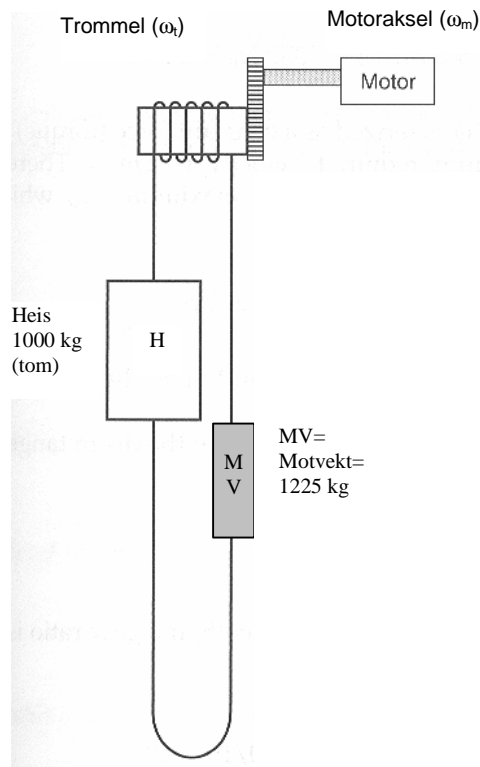 Trommel (ωt)
Motoraksel (ωm)
Motor
Heis
1000 kg
(tom)
H
MV=
Motvekt=
1225 kg
M
V